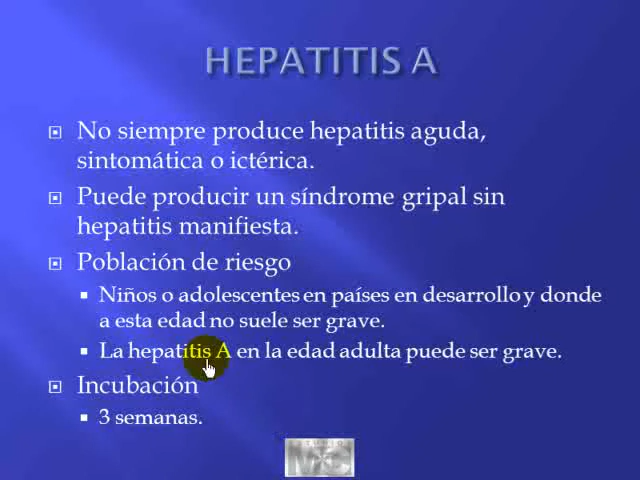 HEPATITIS A
No siempre produce hepatitis aguda,
sintomática o ictérica.
Puede producir un síndrome gripal sin
hepatitis manifiesta.
Población de riesgo
Niños o adolescentes en países en desarrollo y donde
a esta edad no suele ser grave.
La hepatitis A en la edad adulta puede ser grave.
Incubación
3 semanas.